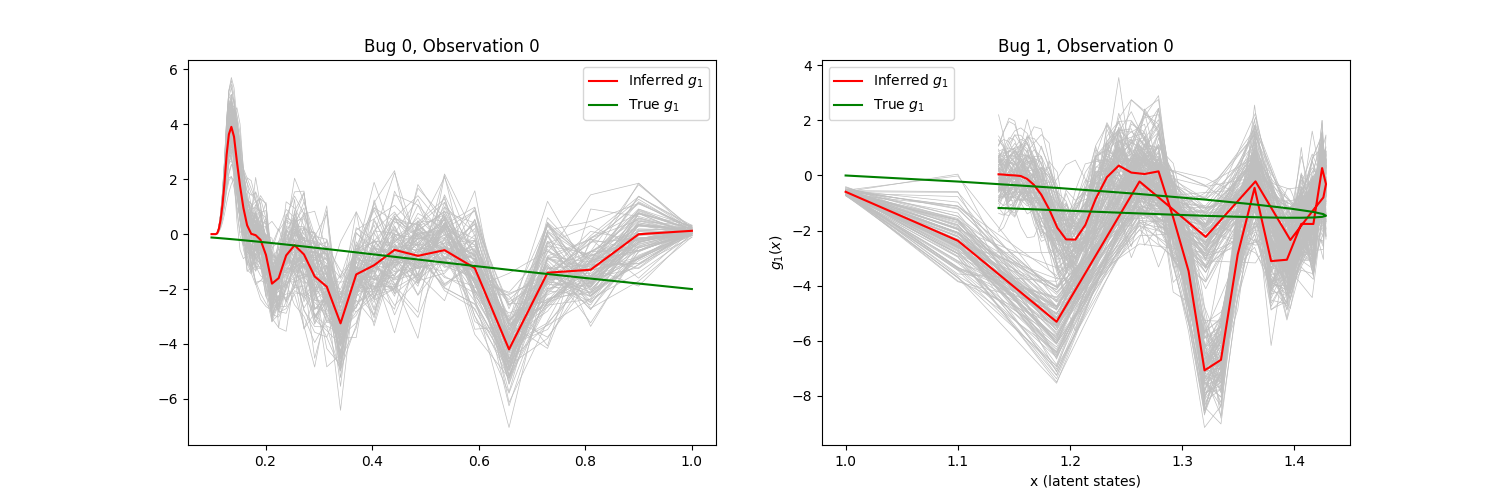 Bug 0, Observation 0
Inferred g₁
True g₁
6
4
2
0
−2
−4
−6
0.2 0.4 0.6 0.8 1.0
Bug 1, Observation 0
Inferred g₁
True g₁
g₁(x)
4
2
0
−2
−4
−6
−8
1.0 1.1 1.2 1.3 1.4
x (latent states)